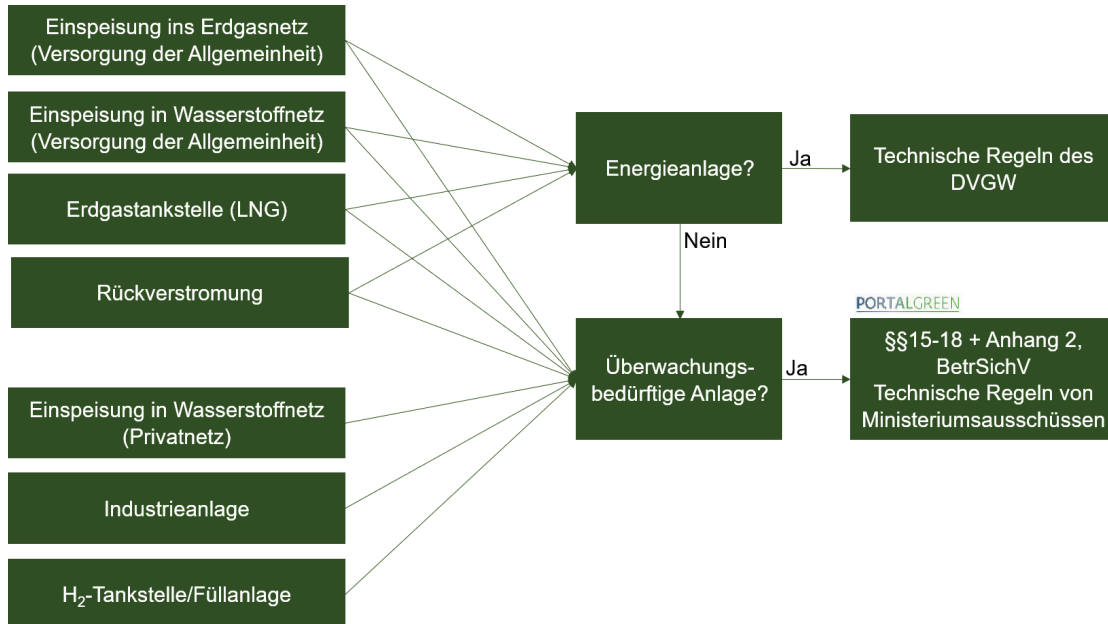 Einspeisung ins Erdgasnetz
(Versorgung der Allgemeinheit)
Einspeisung in Wasserstoffnetz
(Versorgung der Allgemeinheit)
Erdgastankstelle (LNG)
Rückverstromung
Einspeisung in Wasserstoffnetz
(Privatnetz)
Industrieanlage
H₂-Tankstelle/Füllanlage
Energieanlage?
Ja
Technische Regeln des
DVGW
Nein
Überwachungs-
bedürftige Anlage?
Ja
PORTALGREEN
§§15-18 + Anhang 2,
BetrSichV
Technische Regeln von
Ministeriumsausschüssen